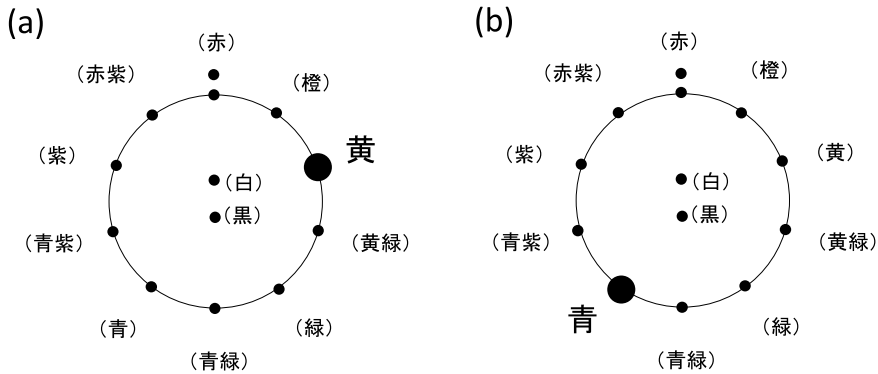 (a)
(赤)
(橙)
黄
(黄緑)
(緑)
(青緑)
(青)
(青紫)
(紫)
(赤紫)
(白)
(黒)
(b)
(赤)
(橙)
(黄)
(黄緑)
(緑)
(青緑)
青
(青紫)
(紫)
(赤紫)
(白)
(黒)